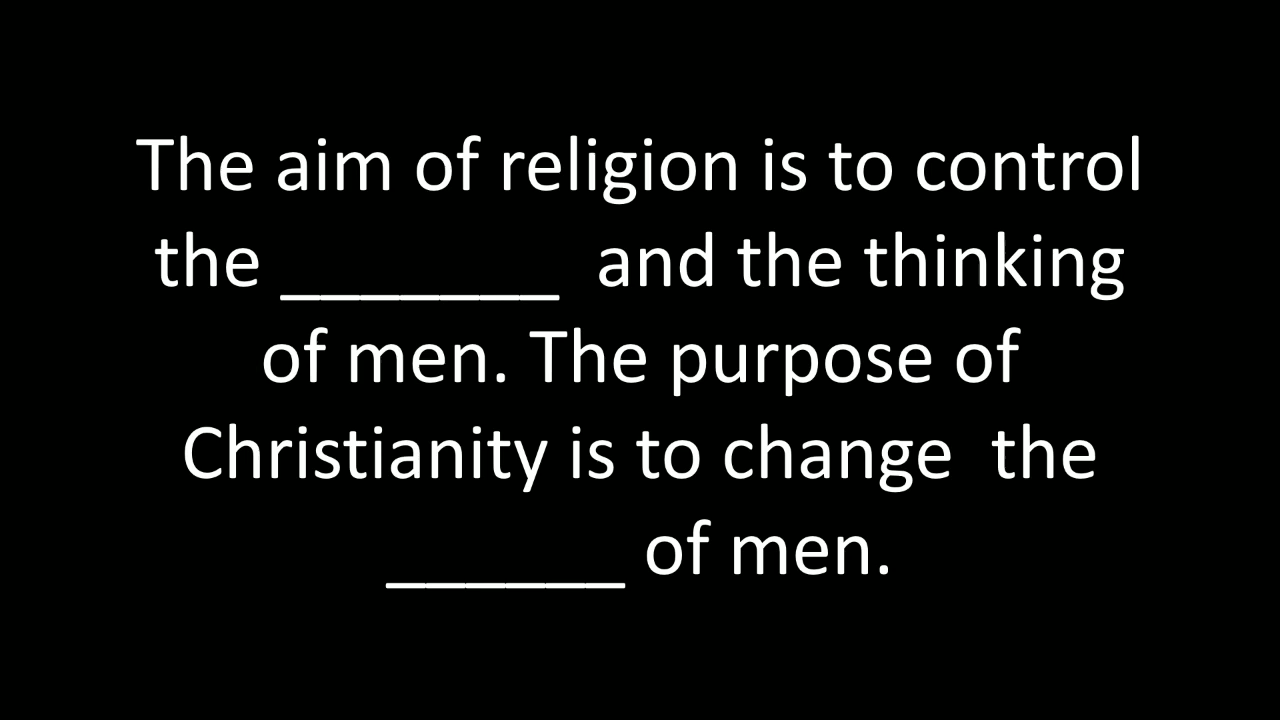 The aim of religion is to control
the _______  and the thinking
of men. The purpose of
Christianity is to change  the
______ of men.